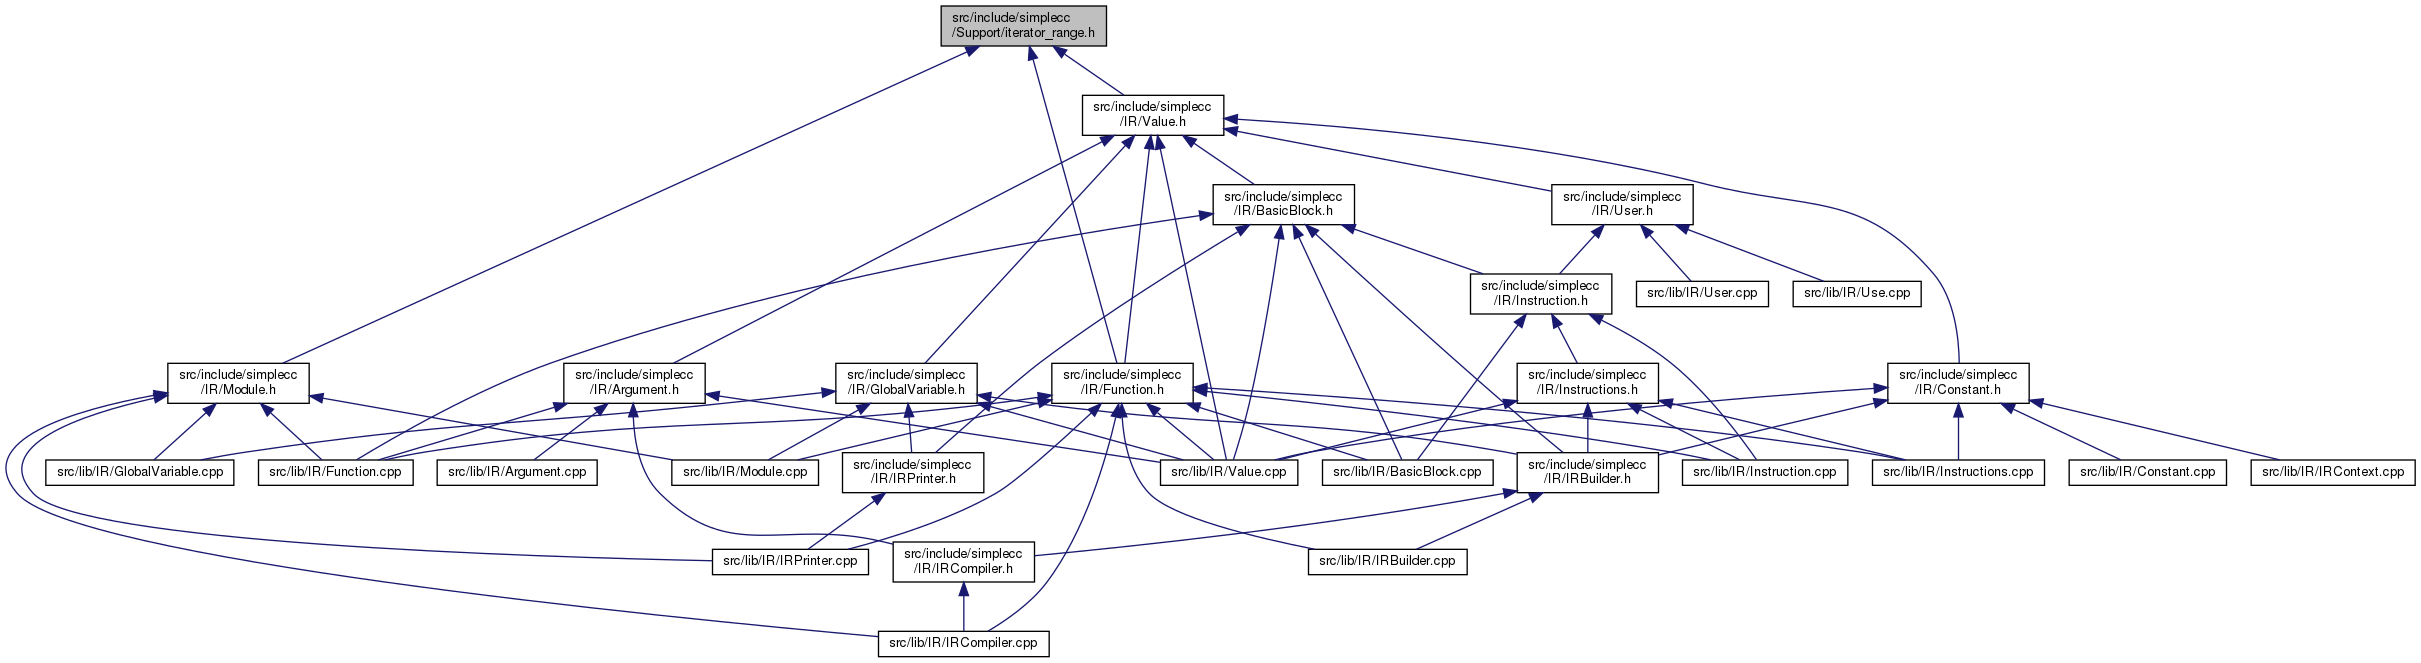 src/include/simplecc
/Support/iterator_range.h
src/include/simplecc
/IR/Value.h
src/include/simplecc
/IR/BasicBlock.h
src/include/simplecc
/IR/User.h
src/include/simplecc
/IR/Instruction.h
src/lib/IR/User.cpp
src/lib/IR/Use.cpp
src/include/simplecc
/IR/Module.h
src/include/simplecc
/IR/Argument.h
src/include/simplecc
/IR/GlobalVariable.h
src/include/simplecc
/IR/Function.h
src/include/simplecc
/IR/Instructions.h
src/include/simplecc
/IR/Constant.h
src/lib/IR/GlobalVariable.cpp
src/lib/IR/Function.cpp
src/lib/IR/Argument.cpp
src/lib/IR/Module.cpp
src/include/simplecc
/IR/IRPrinter.h
src/lib/IR/Value.cpp
src/lib/IR/BasicBlock.cpp
src/include/simplecc
/IR/IRBuilder.h
src/lib/IR/Instruction.cpp
src/lib/IR/Instructions.cpp
src/lib/IR/Constant.cpp
src/lib/IR/IRContext.cpp
src/lib/IR/IRPrinter.cpp
src/include/simplecc
/IR/IRCompiler.h
src/lib/IR/IRBuilder.cpp
src/lib/IR/IRCompiler.cpp